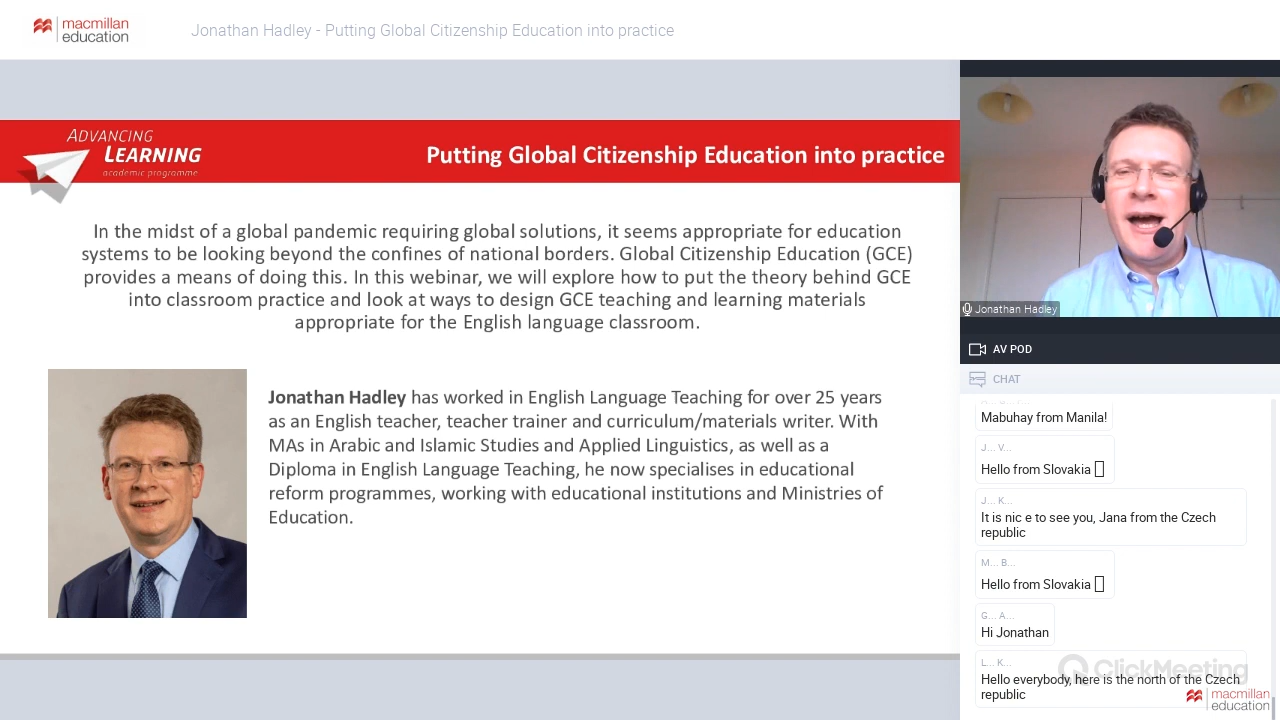 macmillan
education
Jonathan Hadley - Putting Global Citizenship Education into practice
ADVANCING
LEARNING
academic programme
Putting Global Citizenship Education into practice
In the midst of a global pandemic requiring global solutions, it seems appropriate for education
systems to be looking beyond the confines of national borders. Global Citizenship Education (GCE)
provides a means of doing this. In this webinar, we will explore how to put the theory behind GCE
into classroom practice and look at ways to design GCE teaching and learning materials
appropriate for the English language classroom.
Jonathan Hadley has worked in English Language Teaching for over 25 years
as an English teacher, teacher trainer and curriculum/materials writer. With
MAs in Arabic and Islamic Studies and Applied Linguistics, as well as a
Diploma in English Language Teaching, he now specialises in educational
reform programmes, working with educational institutions and Ministries of
Education.
Jonathan Hadley
AV POD
CHAT
Mabuhay from Manila!
J... V...
Hello from Slovakia
J... K...
It is nic e to see you, Jana from the Czech
republic
M... B...
Hello from Slovakia
G... A...
Hi Jonathan
L... K...
Hello everybody, here is the north of the Czech
republic
ClickMeeting
macmillan
education